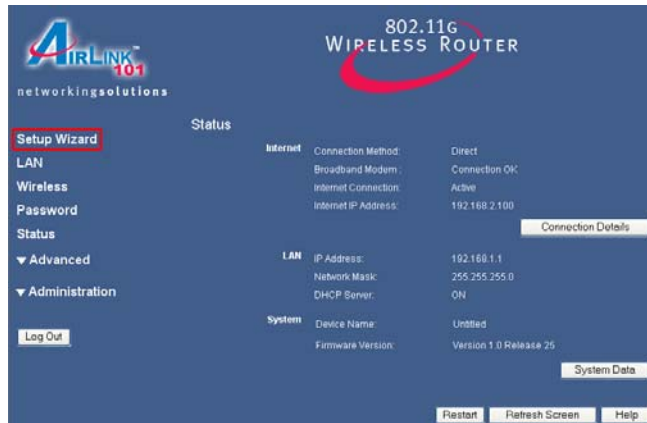 AIRLINK 101
networkingsolutions
802.11G
WIRELESS ROUTER
Setup Wizard
LAN
Wireless
Password
Status
▼ Advanced
▼ Administration
Log Out
Status
Internet
Connection Method: Direct
Broadband Modem : Connection OK
Internet Connection: Active
Internet IP Address: 192.168.2.100
Connection Details
LAN
IP Address: 192.168.1.1
Network Mask: 255.255.255.0
DHCP Server: ON
System
Device Name: Untitled
Firmware Version: Version 1.0 Release 25
System Data
Restart Refresh Screen Help